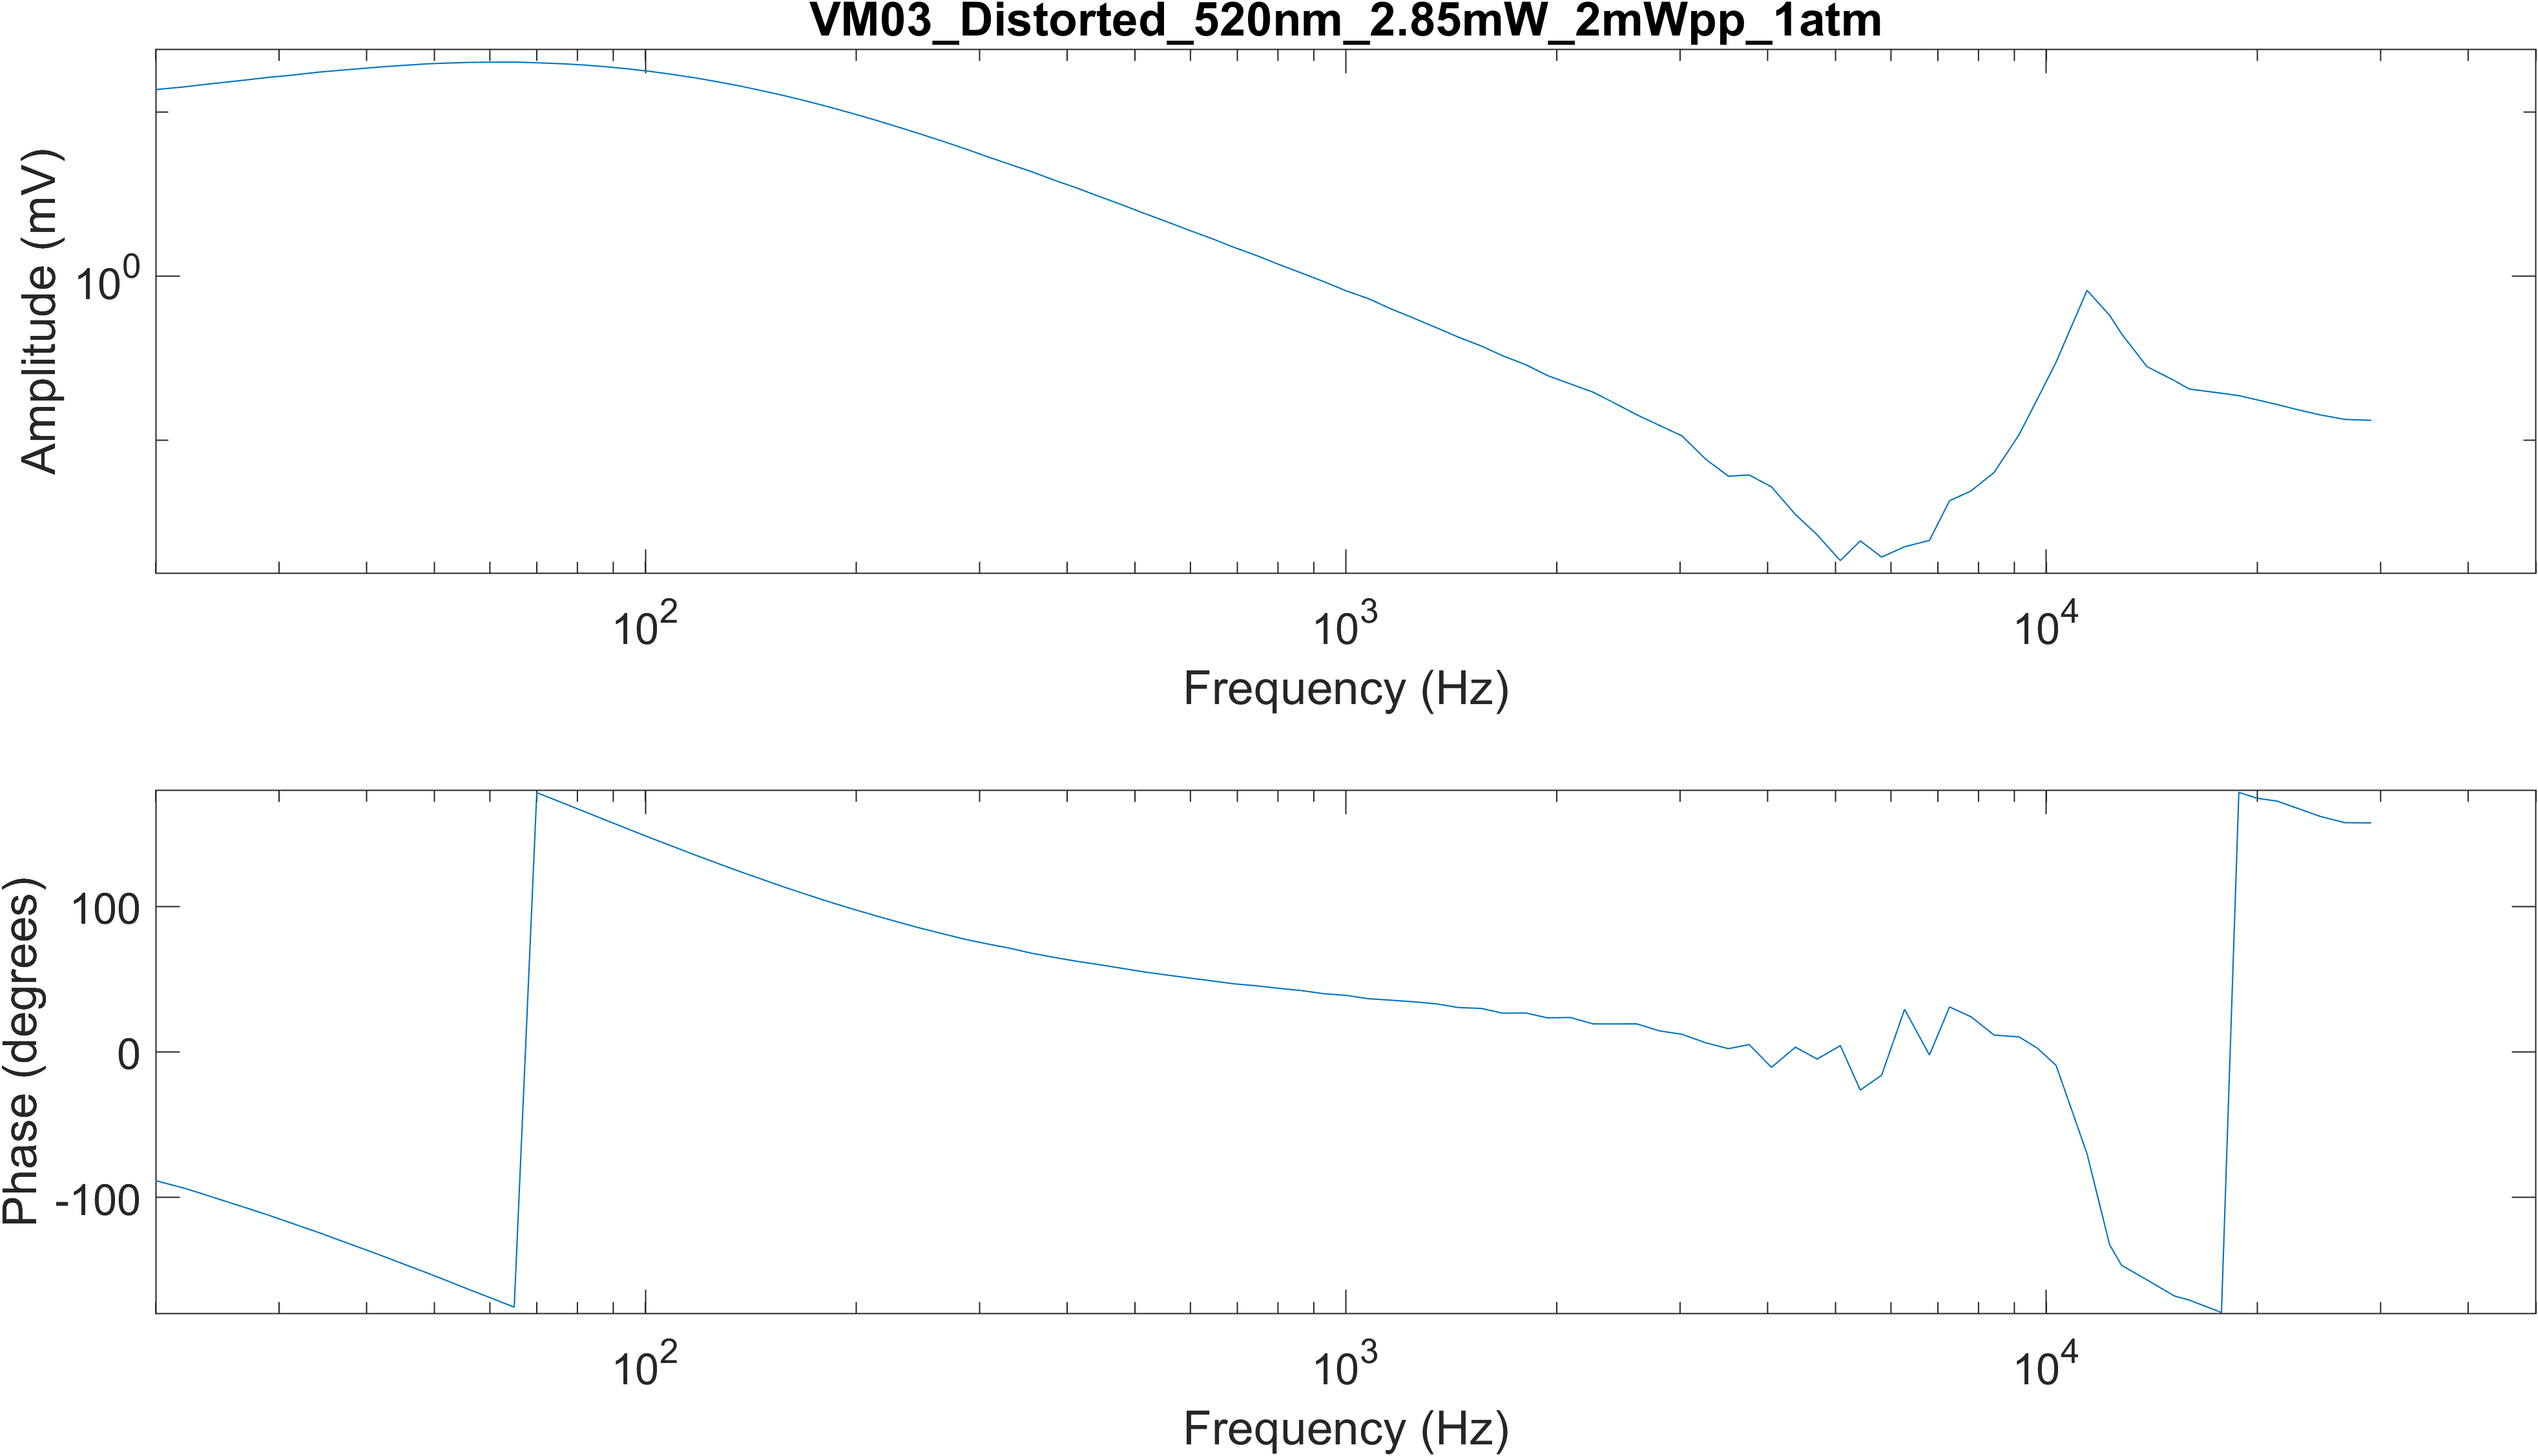 VM03_Distorted_520nm_2.85mW_2mWpp_1atm
Amplitude (mV)
10^0
10^2 10^3 10^4
Frequency (Hz)
Phase (degrees)
100
0
-100
10^2 10^3 10^4
Frequency (Hz)